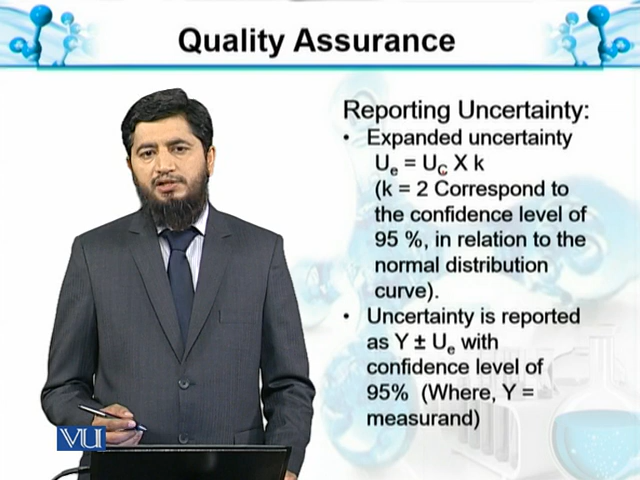 Quality Assurance
Reporting Uncertainty:
• Expanded uncertainty
Ue = UC X k
(k = 2 Correspond to
the confidence level of
95 %, in relation to the
normal distribution
curve).
• Uncertainty is reported
as Y ± Ue with
confidence level of
95% (Where, Y =
measurand)
VU